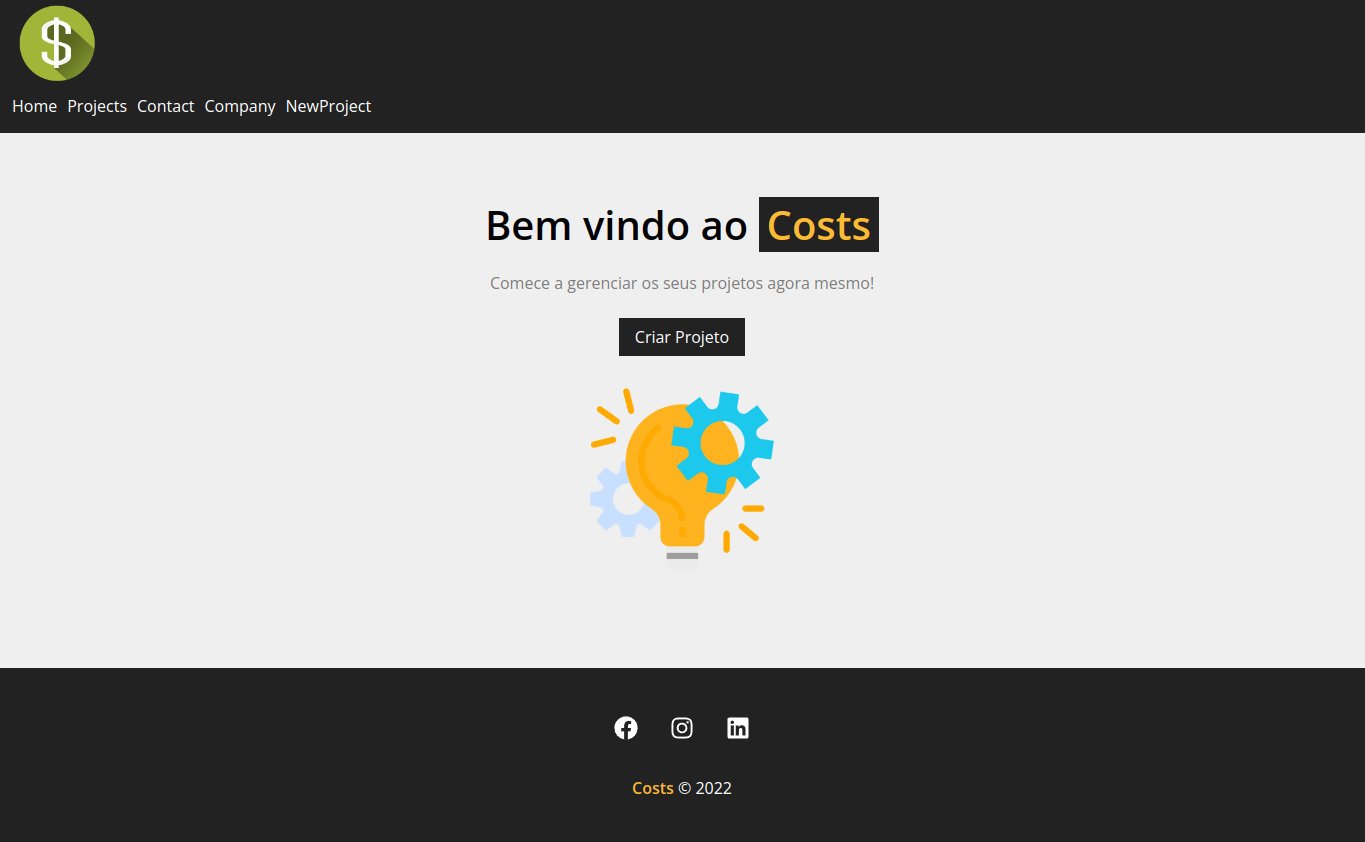 $
Home Projects Contact Company NewProject
Bem vindo ao Costs
Comece a gerenciar os seus projetos agora mesmo!
Criar Projeto
Costs © 2022